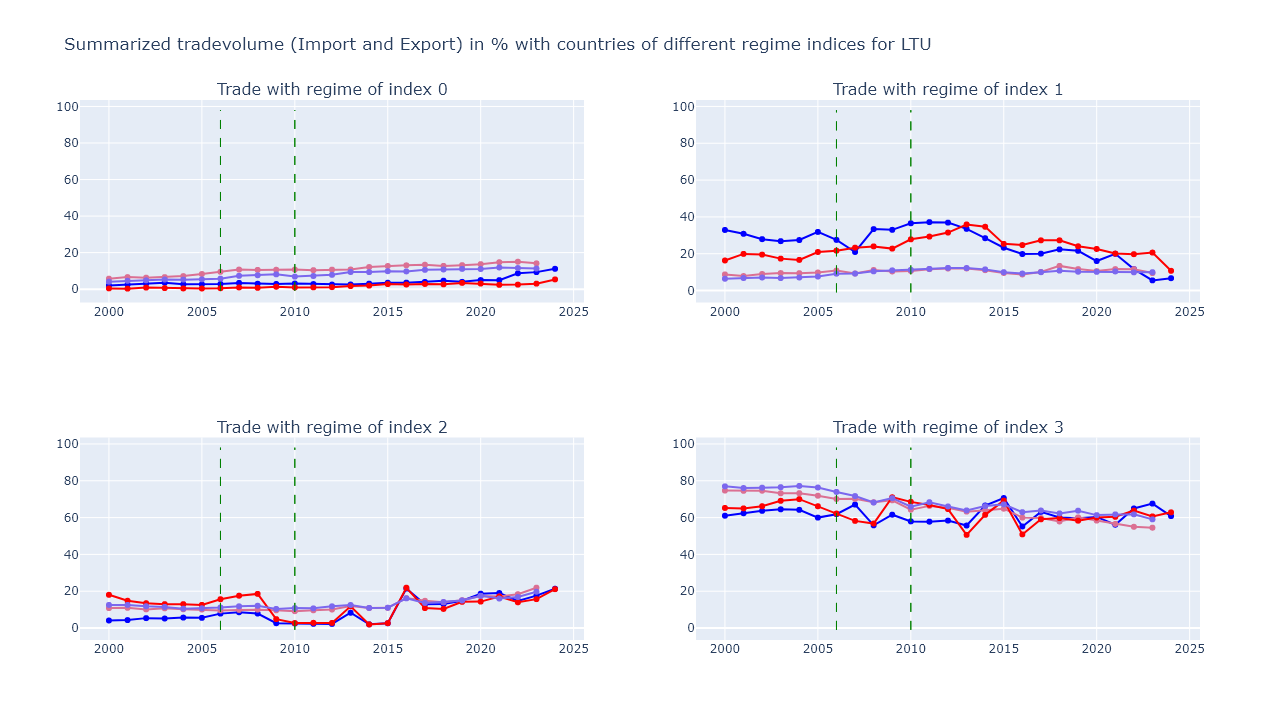 Summarized tradevolume (Import and Export) in % with countries of different regime indices for LTU
Trade with regime of index 0
100
80
60
40
20
0
2000 2005 2010 2015 2020 2025
Trade with regime of index 1
100
80
60
40
20
0
2000 2005 2010 2015 2020 2025
Trade with regime of index 2
100
80
60
40
20
0
2000 2005 2010 2015 2020 2025
Trade with regime of index 3
100
80
60
40
20
0
2000 2005 2010 2015 2020 2025